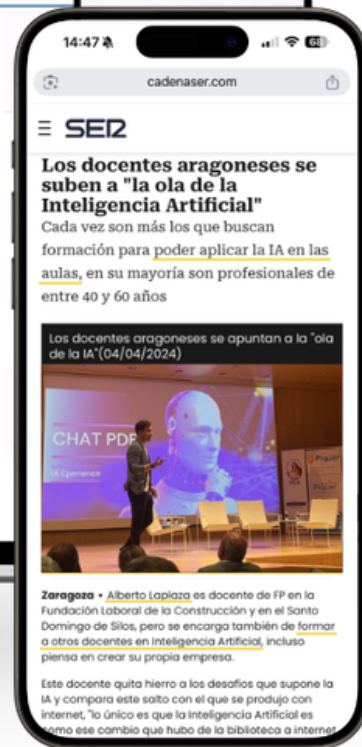 14:47
68
cadenaser.com
SER
Los docentes aragoneses se
suben a "la ola de la
Inteligencia Artificial"
Cada vez son más los que buscan
formación para poder aplicar la IA en las
aulas, en su mayoría son profesionales de
entre 40 y 60 años
Los docentes aragoneses se apuntan a la "ola
de la IA"(04/04/2024)
CHAT PDF
IA Eperienze
Zaragoza • Alberto Laplaza es docente de FP en la
Fundación Laboral de la Construcción y en el Santo
Domingo de Silos, pero se encarga también de formar
a otros docentes en Inteligencia Artificial, incluso
piensa en crear su propia empresa.
Este docente quita hierro a los desafíos que supone la
IA y compara este salto con el que se produjo con
internet, "lo único es que la Inteligencia Artificial es
como ese cambio que hubo de la biblioteca a internet